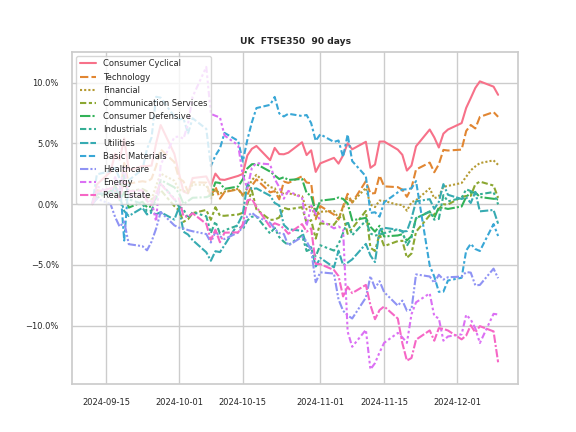 UK FTSE350 90 days
10.0%
5.0%
0.0%
−5.0%
−10.0%
Consumer Cyclical
Technology
Financial
Communication Services
Consumer Defensive
Industrials
Utilities
Basic Materials
Healthcare
Energy
Real Estate
2024-09-15
2024-10-01
2024-10-15
2024-11-01
2024-11-15
2024-12-01